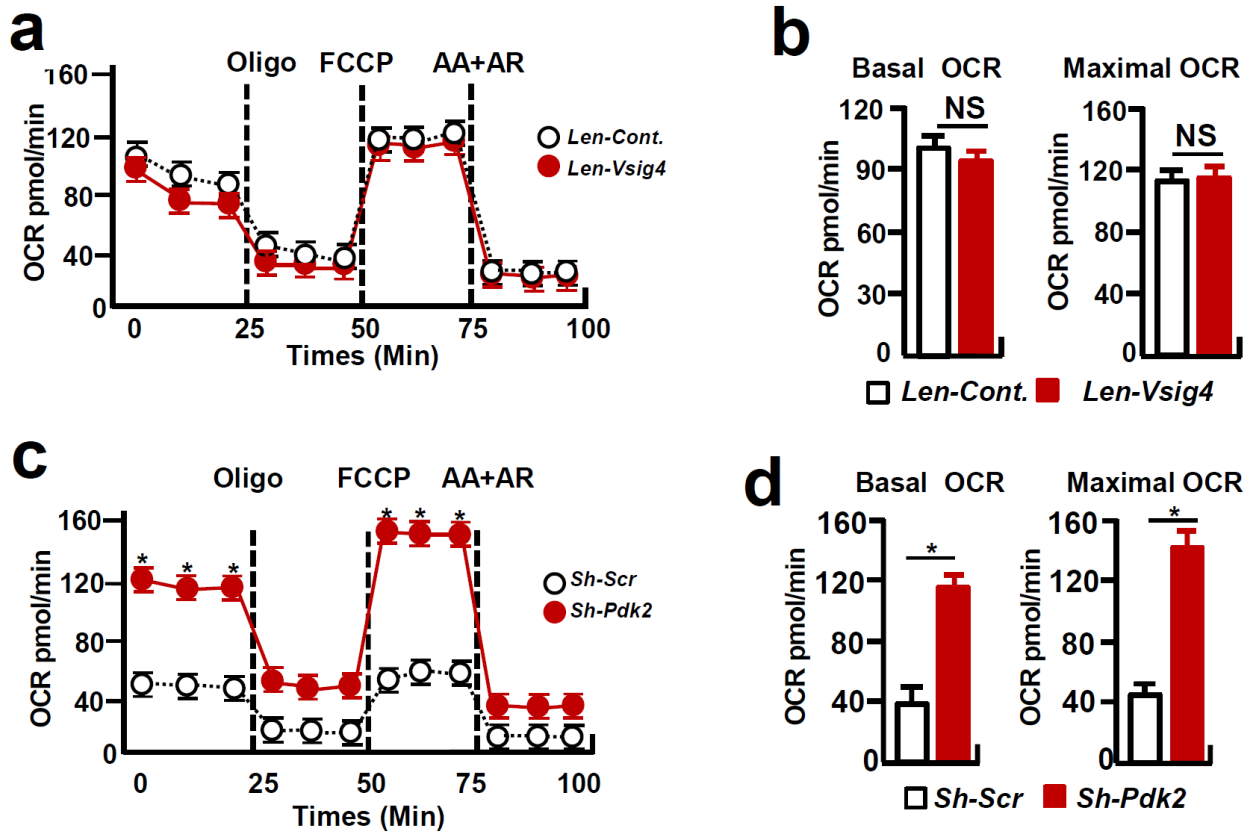 a
Oligo FCCP AA+AR
OCR pmol/min
160
120
80
40
0
0 25 50 75 100
Times (Min)
Len-Cont.
Len-Vsig4
b
Basal OCR
OCR pmol/min
120
90
60
30
0
NS
Maximal OCR
OCR pmol/min
160
120
80
40
0
NS
Len-Cont. Len-Vsig4
c
Oligo FCCP AA+AR
OCR pmol/min
160
120
80
40
0
* * * * * *
0 25 50 75 100
Times (Min)
Sh-Scr
Sh-Pdk2
d
Basal OCR
OCR pmol/min
160
120
80
40
0
*
Maximal OCR
OCR pmol/min
160
120
80
40
0
*
Sh-Scr Sh-Pdk2